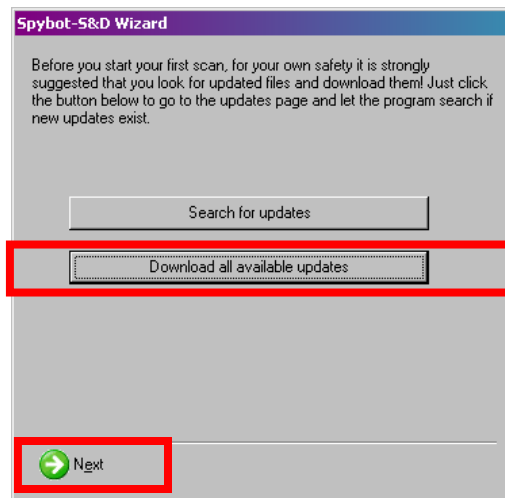 Spybot-S&D Wizard
Before you start your first scan, for your own safety it is strongly
suggested that you look for updated files and download them! Just click
the button below to go to the updates page and let the program search if
new updates exist.
Search for updates
Download all available updates
Next